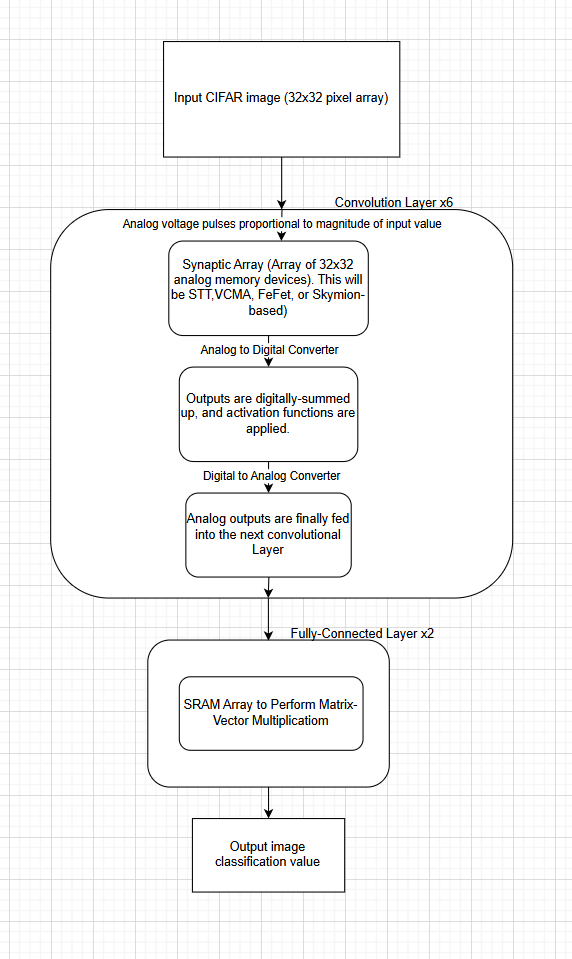 Input CIFAR image (32x32 pixel array)
Convolution Layer x6
Analog voltage pulses proportional to magnitude of input value
Synaptic Array (Array of 32x32
analog memory devices). This will
be STT,VCMA, FeFet, or Skymion-
based)
Analog to Digital Converter
Outputs are digitally-summed
up, and activation functions are
applied.
Digital to Analog Converter
Analog outputs are finally fed
into the next convolutional
Layer
Fully-Connected Layer x2
SRAM Array to Perform Matrix-
Vector Multiplicatiom
Output image
classification value